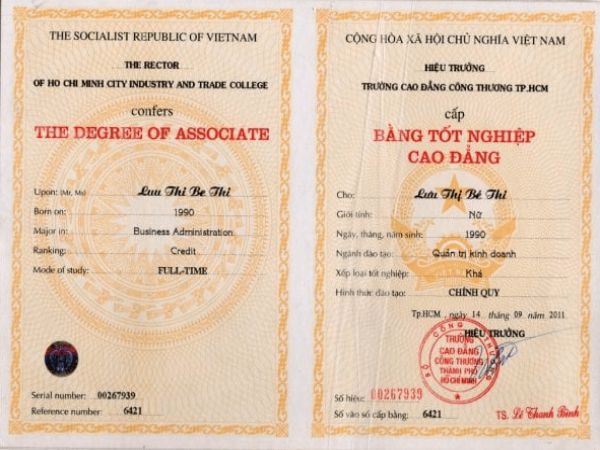 THE SOCIALIST REPUBLIC OF VIETNAM
THE RECTOR
OF HO CHI MINH CITY INDUSTRY AND TRADE COLLEGE
confers
THE DEGREE OF ASSOCIATE
Upon: (Mr, Ms) Luu Thi Be Thi
Born on: 1990
Major in: Business Administration
Ranking: Credit
Mode of study: FULL-TIME
Serial number: 00267939
Reference number: 6421
CỘNG HÒA XÃ HỘI CHỦ NGHĨA VIỆT NAM
HIỆU TRƯỞNG
TRƯỜNG CAO ĐẲNG CÔNG THƯƠNG TP.HCM
cấp
BẰNG TỐT NGHIỆP
CAO ĐẲNG
Cho: Lưu Thị Bé Thi
Giới tính: Nữ
Ngày, tháng, năm sinh: 1990
Ngành đào tạo: Quản trị kinh doanh
Xếp loại tốt nghiệp: Khá
Hình thức đào tạo: CHÍNH QUY
Tp.HCM , ngày 14 tháng 09 năm 2011
HIỆU TRƯỞNG
BỘ CÔNG THƯƠNG
TRƯỜNG
CAO ĐẲNG
CÔNG THƯƠNG
THÀNH PHỐ
HỒ CHÍ MINH
Số hiệu: 00267939
Số vào sổ cấp bằng: 6421
TS. Lê Thanh Bình